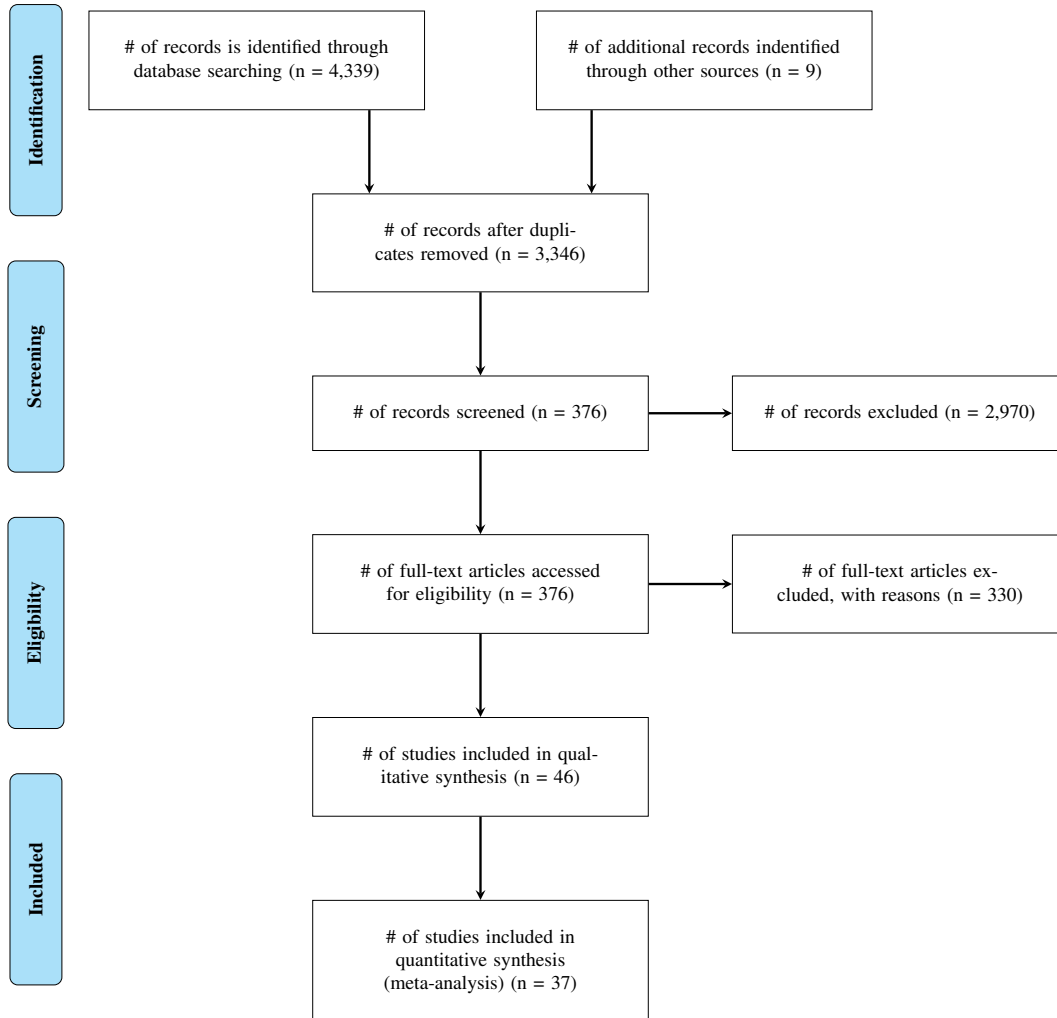 Identification
# of records is identified through
database searching (n = 4,339)
# of additional records indentified
through other sources (n = 9)
# of records after dupli-
cates removed (n = 3,346)
Screening
# of records screened (n = 376)
# of records excluded (n = 2,970)
Eligibility
# of full-text articles accessed
for eligibility (n = 376)
# of full-text articles ex-
cluded, with reasons (n = 330)
# of studies included in qual-
itative synthesis (n = 46)
Included
# of studies included in
quantitative synthesis
(meta-analysis) (n = 37)